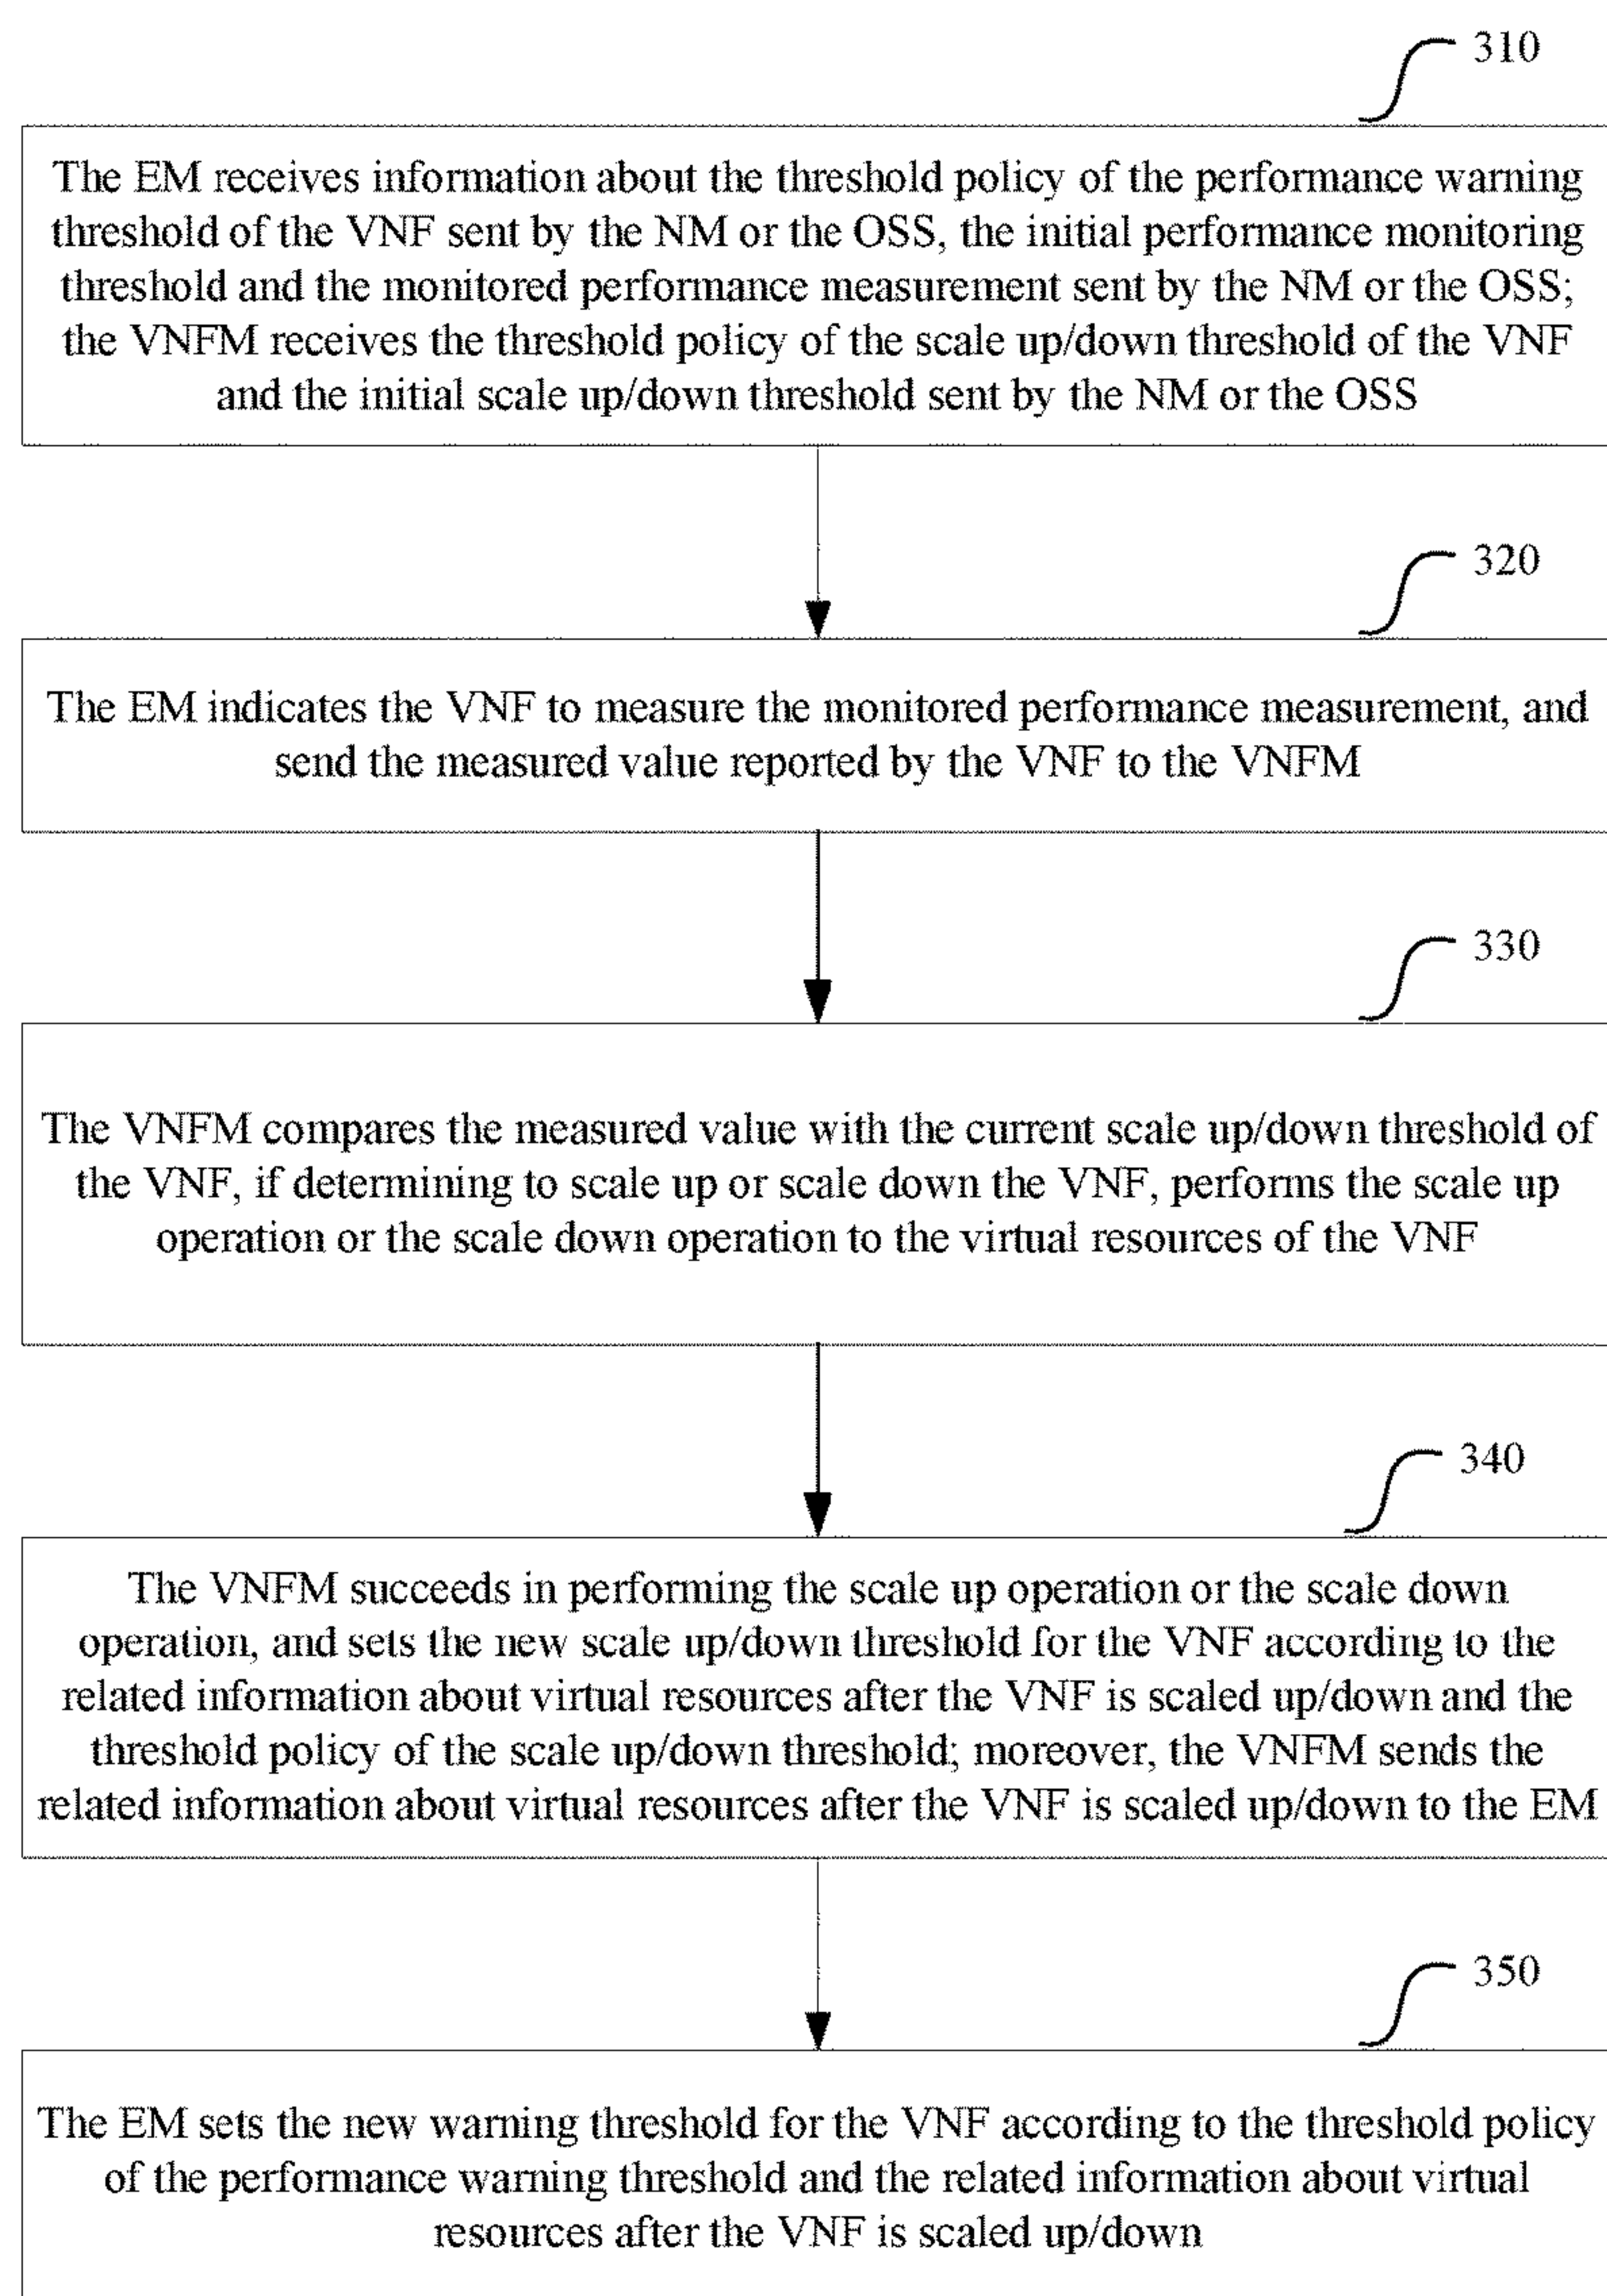 310
The EM receives information about the threshold policy of the performance warning
threshold of the VNF sent by the NM or the OSS, the initial performance monitoring
threshold and the monitored performance measurement sent by the NM or the OSS;
the VNFM receives the threshold policy of the scale up/down threshold of the VNF
and the initial scale up/down threshold sent by the NM or the OSS
320
The EM indicates the VNF to measure the monitored performance measurement, and
send the measured value reported by the VNF to the VNFM
330
The VNFM compares the measured value with the current scale up/down threshold of
the VNF, if determining to scale up or scale down the VNF, performs the scale up
operation or the scale down operation to the virtual resources of the VNF
340
The VNFM succeeds in performing the scale up operation or the scale down
operation, and sets the new scale up/down threshold for the VNF according to the
related information about virtual resources after the VNF is scaled up/down and the
threshold policy of the scale up/down threshold; moreover, the VNFM sends the
related information about virtual resources after the VNF is scaled up/down to the EM
350
The EM sets the new warning threshold for the VNF according to the threshold policy
of the performance warning threshold and the related information about virtual
resources after the VNF is scaled up/down